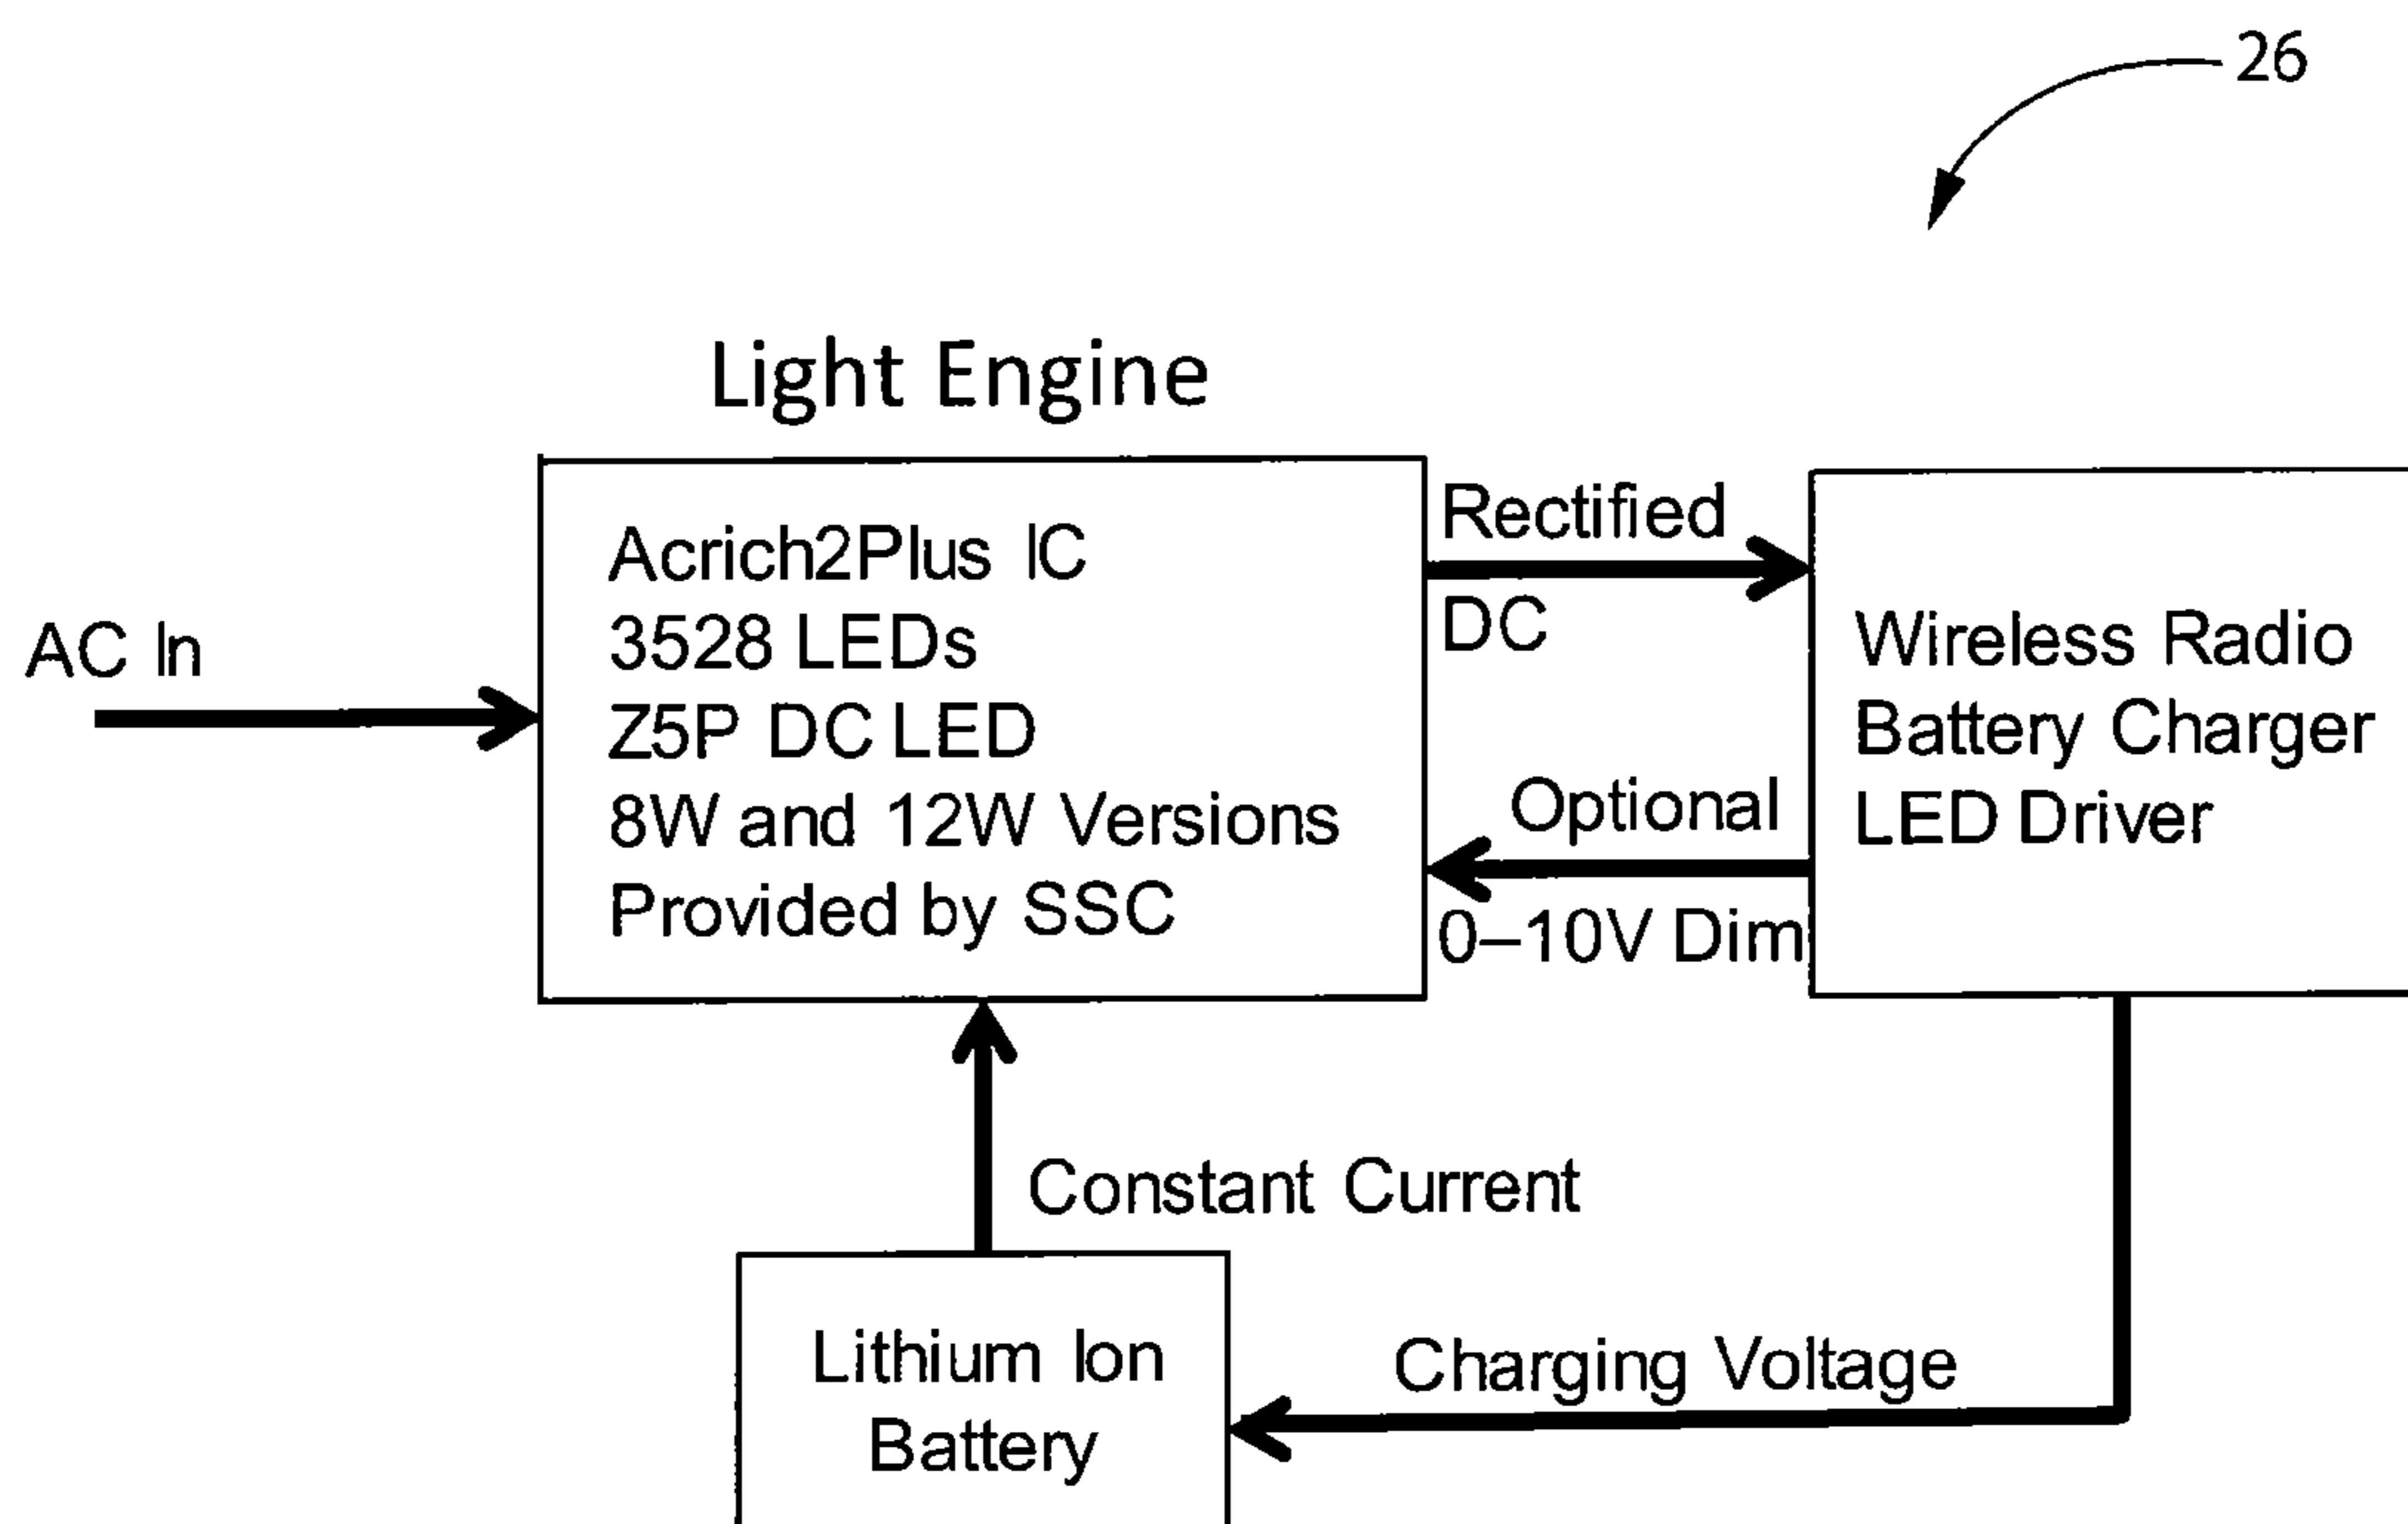 26
Light Engine
AC In
Acrich2Plus IC
3528 LEDs
Z5P DC LED
8W and 12W Versions
Provided by SSC
Rectified
DC
Optional
0–10V Dim
Wireless Radio
Battery Charger
LED Driver
Constant Current
Lithium Ion
Battery
Charging Voltage